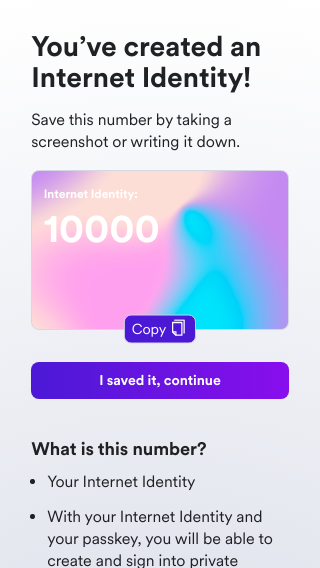 You’ve created an
Internet Identity!
Save this number by taking a
screenshot or writing it down.
Internet Identity:
10000
Copy
I saved it, continue
What is this number?
• Your Internet Identity
• With your Internet Identity and
your passkey, you will be able to
create and sign into private